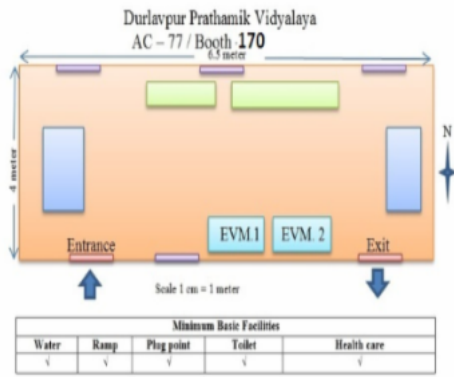 Durlavpur Prathamik Vidyalaya
AC – 77 / Booth 170
6.5 meter
4 meter
N
EVM.1 EVM. 2
Entrance Exit
Scale 1 cm = 1 meter
Minimum Basic Facilities
Water Ramp Plug point Toilet Health care
√ √ √ √ √